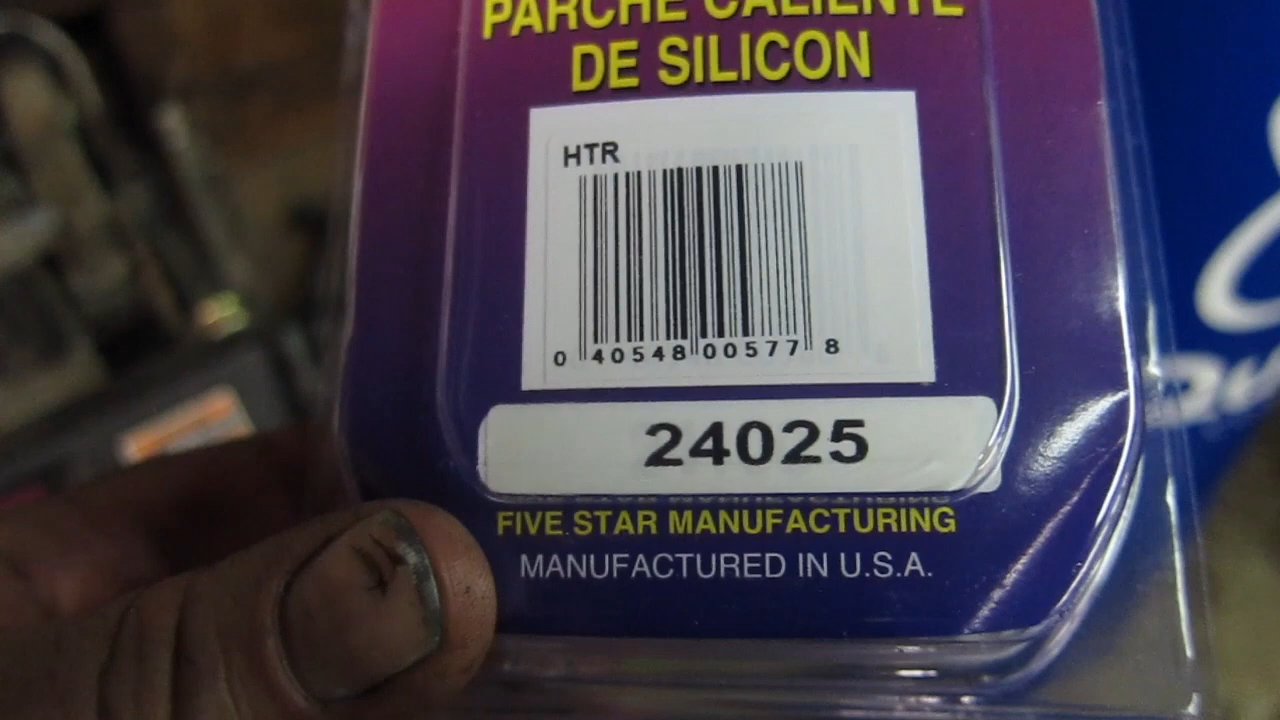 PARCHE CALIENTE
DE SILICON
HTR
0 40548 00577 8
24025
FIVE STAR MANUFACTURING
MANUFACTURED IN U.S.A.